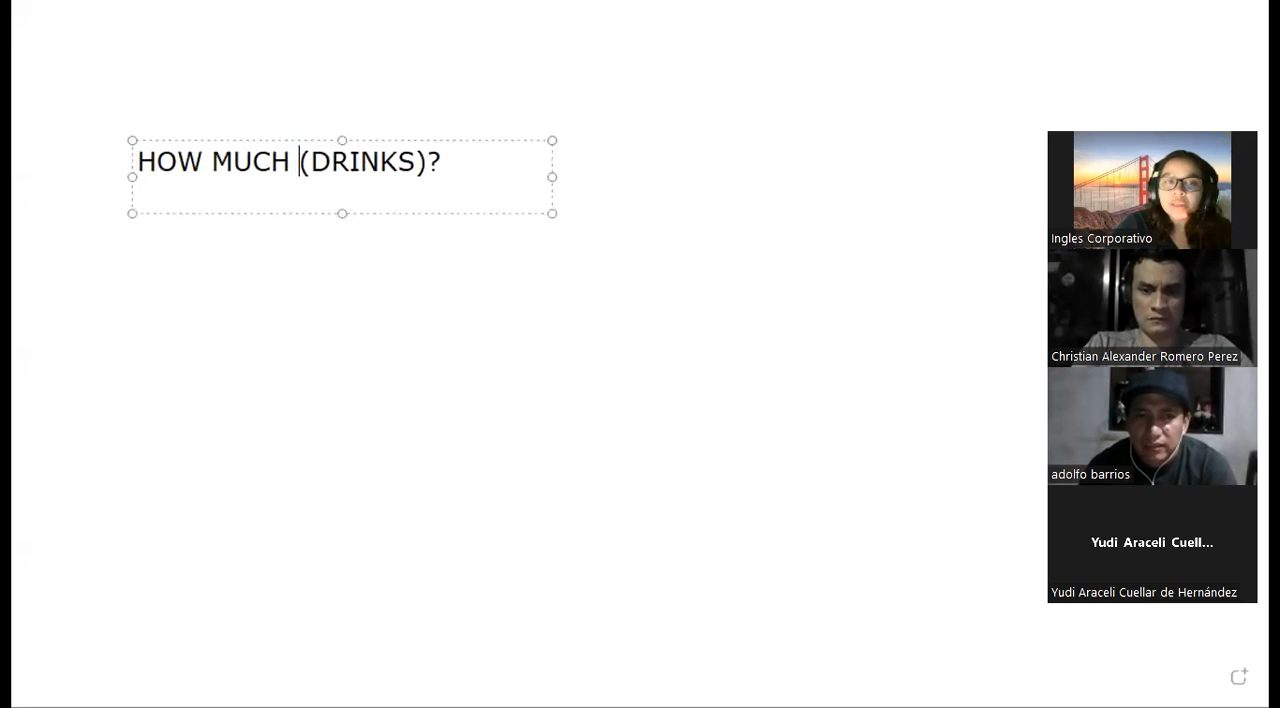 HOW MUCH (DRINKS)?
Ingles Corporativo
Christian Alexander Romero Perez
adolfo barrios
Yudi Araceli Cuell...
Yudi Araceli Cuellar de Hernández